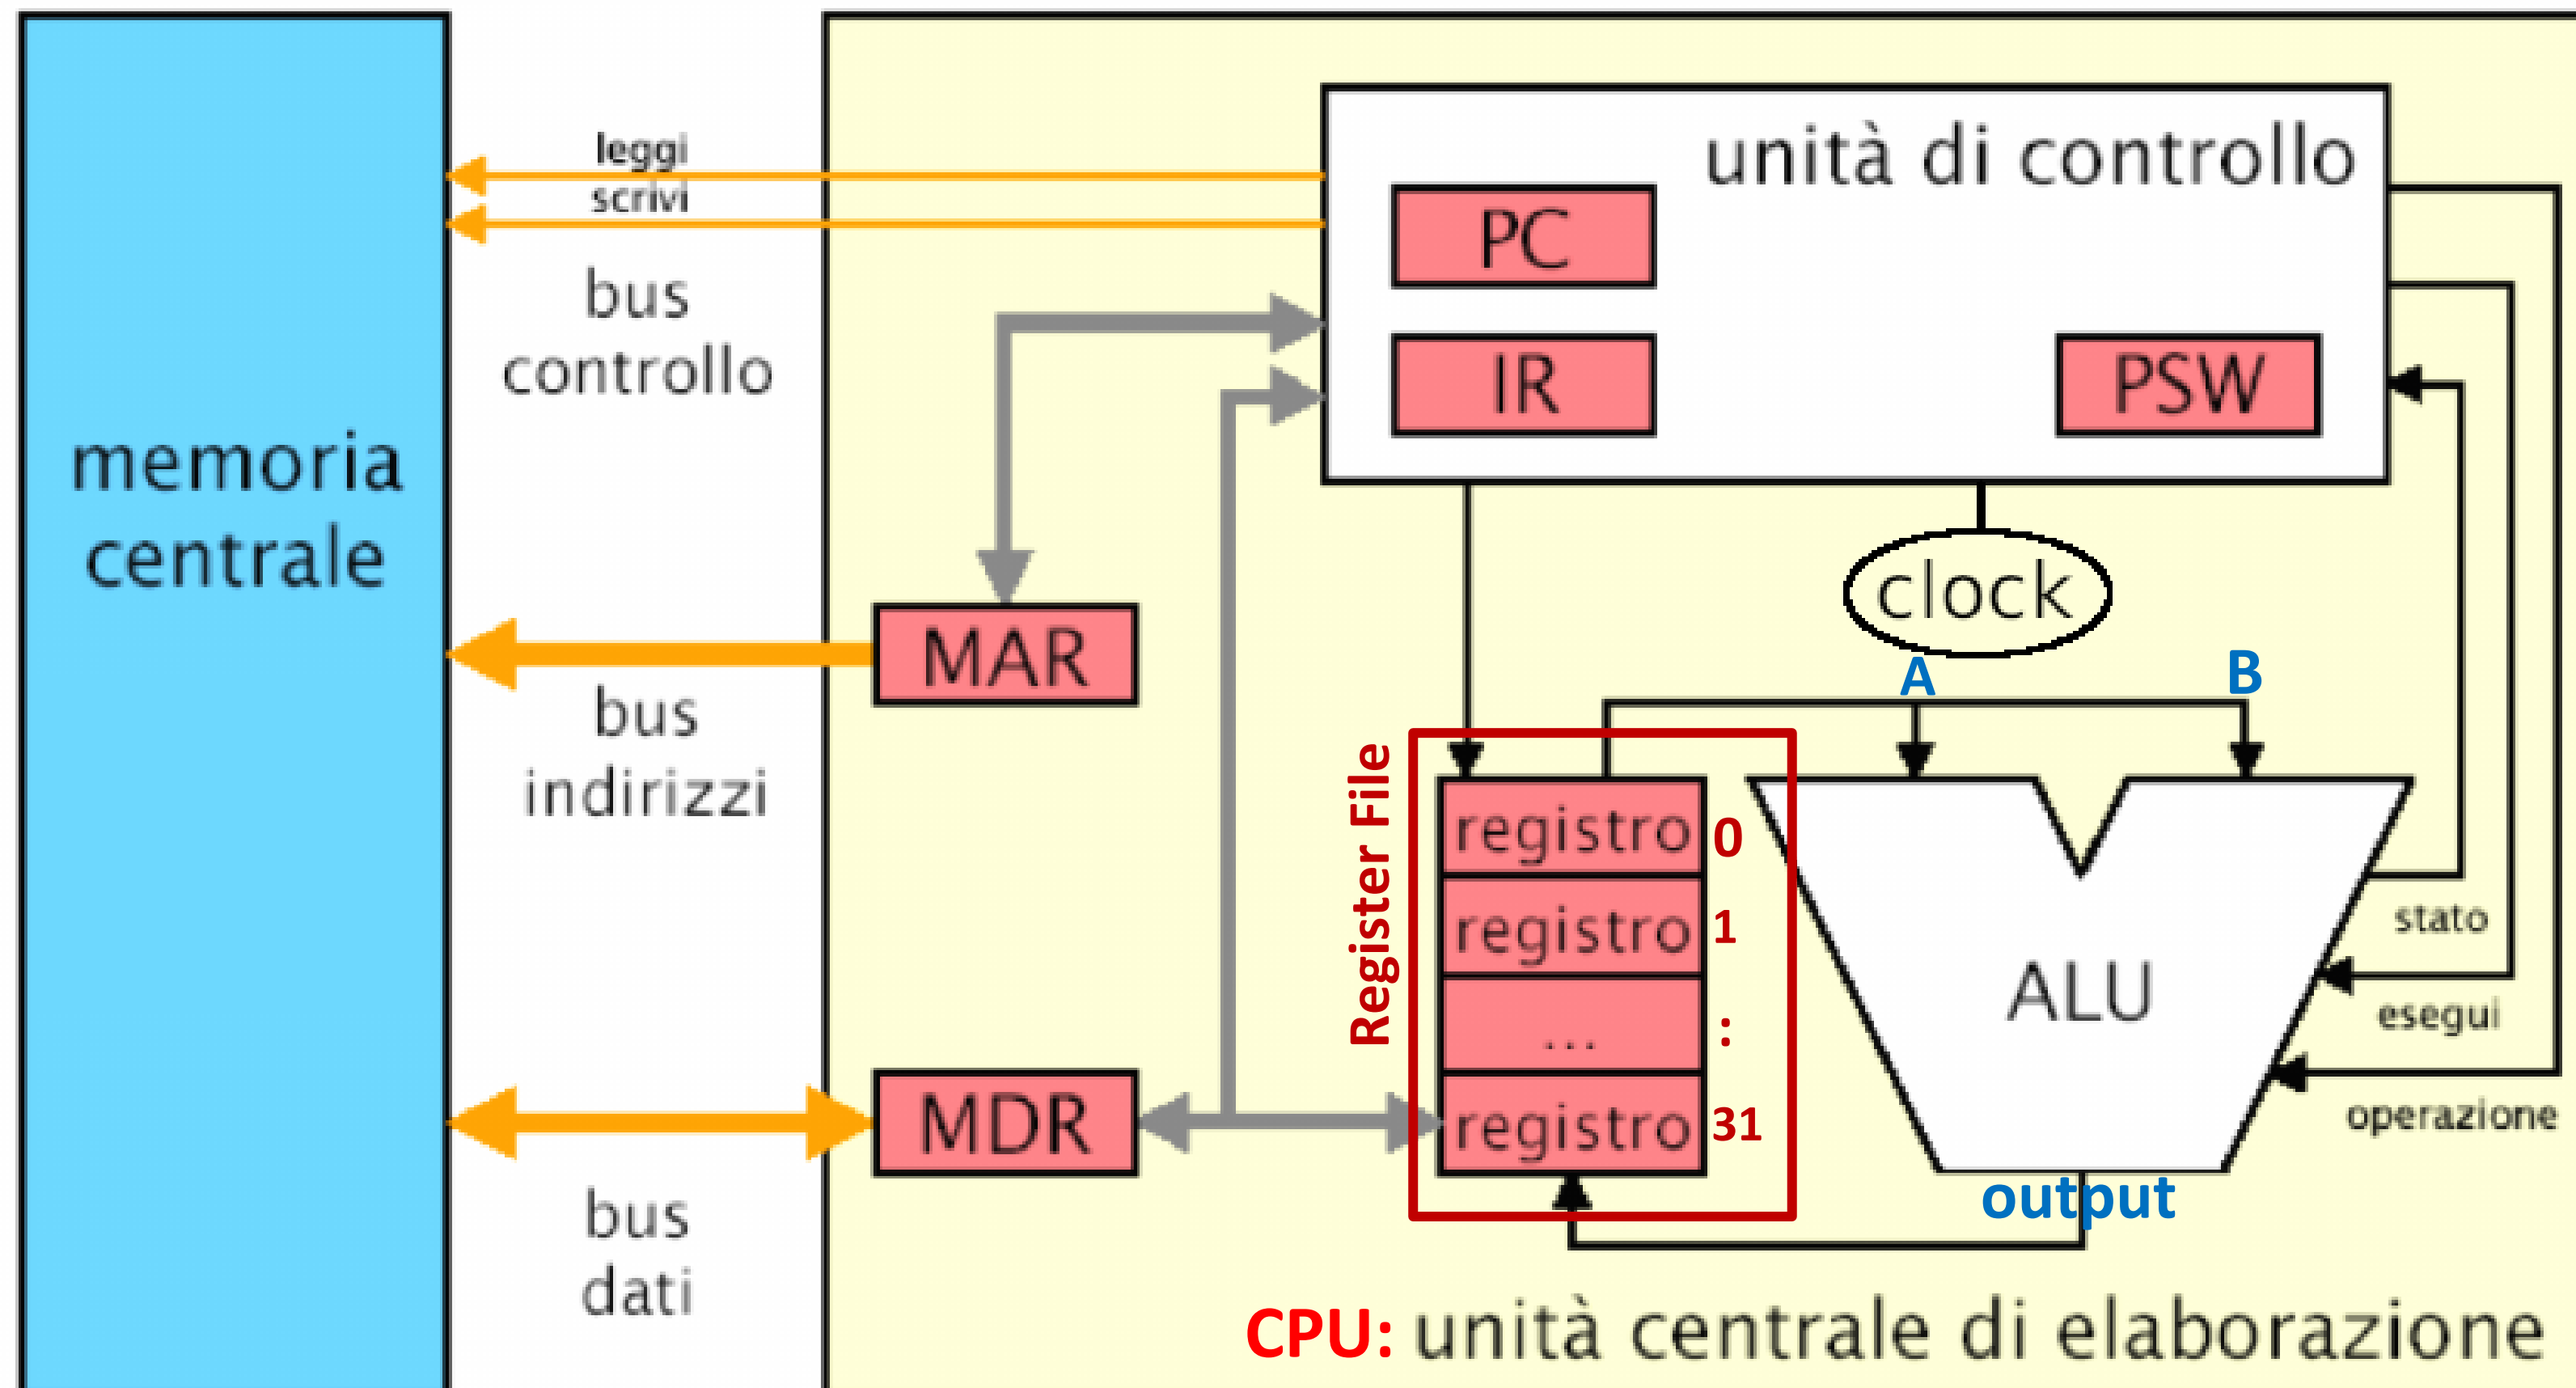 leggi
scrivi
bus
controllo
memoria
centrale
bus
indirizzi
bus
dati
unità di controllo
PC
IR
PSW
clock
MAR
MDR
A
B
Register File
registro 0
registro 1
... :
registro 31
ALU
stato
esegui
operazione
output
CPU: unità centrale di elaborazione